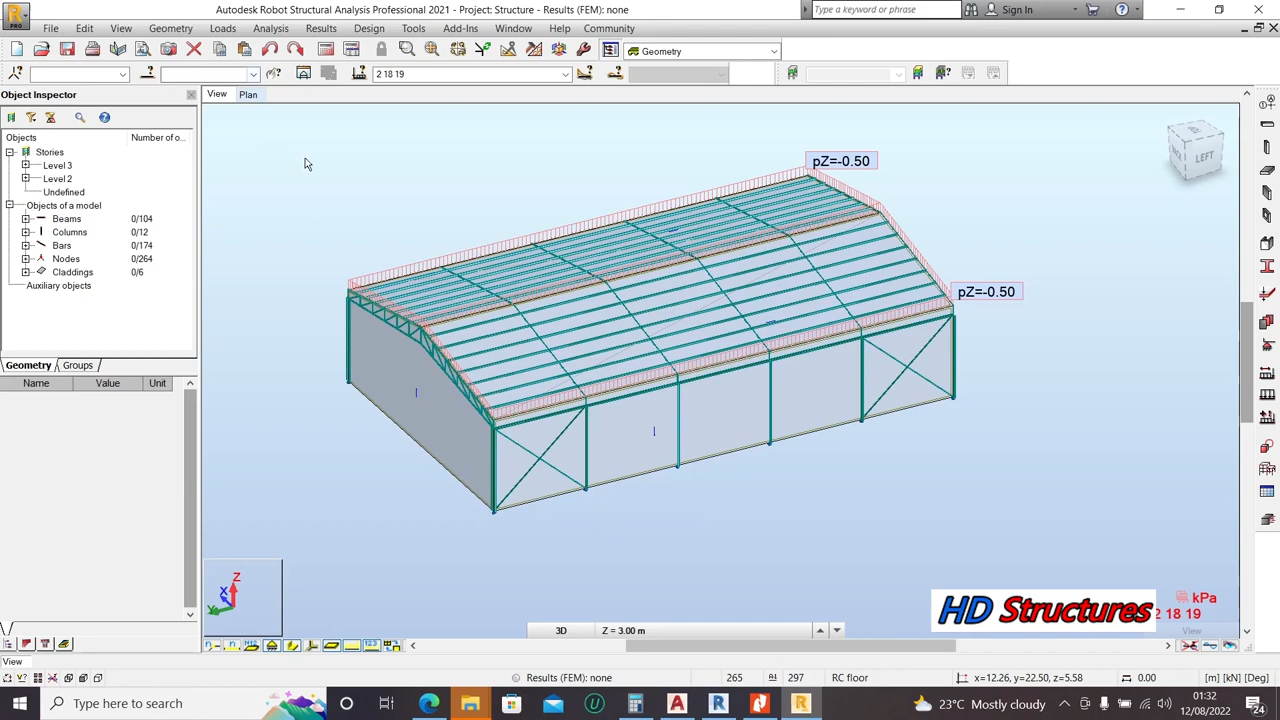 Autodesk Robot Structural Analysis Professional 2021 - Project: Structure - Results (FEM): none
Type a keyword or phrase
Sign In
File Edit View Geometry Loads Analysis Results Design Tools Add-Ins Window Help Community
Geometry
2 18 19
Object Inspector
View Plan
Objects Number of o...
Stories
Level 3
Level 2
Undefined
Objects of a model
Beams 0/104
Columns 0/12
Bars 0/174
Nodes 0/264
Claddings 0/6
Auxiliary objects
Geometry Groups
Name Value Unit
pZ=-0.50
pZ=-0.50
LEFT
Z
X
Y
HD Structures
kPa
2 18 19
View
3D Z = 3.00 m
View
Results (FEM): none 265 297 RC floor x=12.26, y=22.50, z=5.58 0.00 [m] [kN] [Deg]
Type here to search
23°C Mostly cloudy
01:32
12/08/2022
24